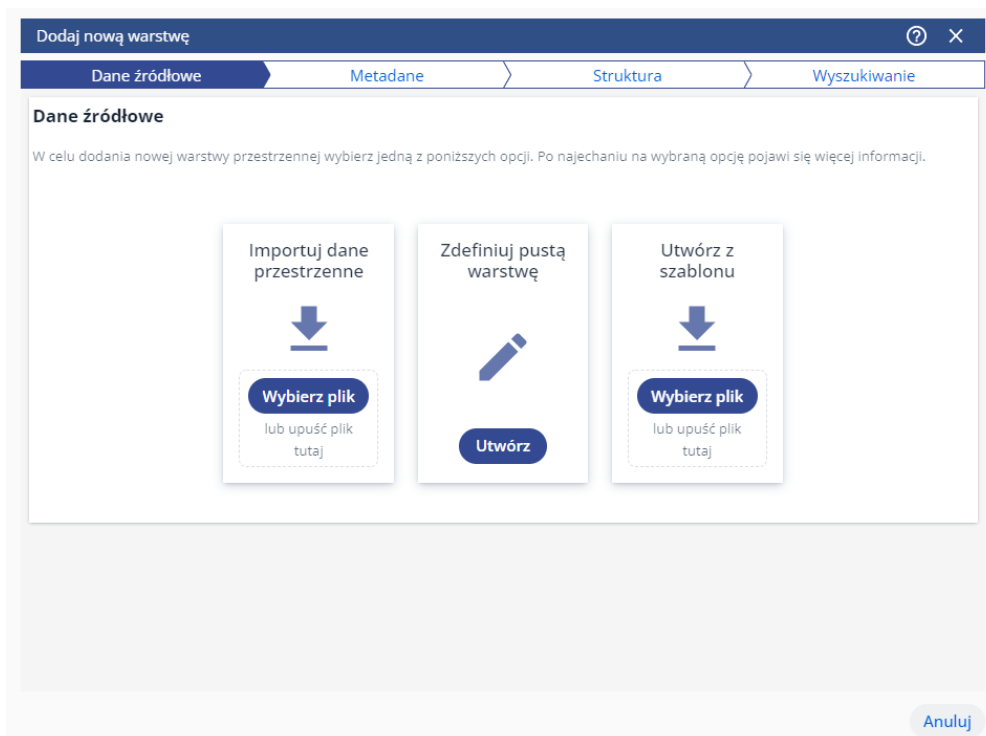 Dodaj nową warstwę
Dane źródłowe
Metadane
Struktura
Wyszukiwanie
Dane źródłowe
W celu dodania nowej warstwy przestrzennej wybierz jedną z poniższych opcji. Po najechaniu na wybraną opcję pojawi się więcej informacji.
Importuj dane
przestrzenne
Wybierz plik
lub upuść plik
tutaj
Zdefiniuj pustą
warstwę
Utwórz
Utwórz z
szablonu
Wybierz plik
lub upuść plik
tutaj
Anuluj